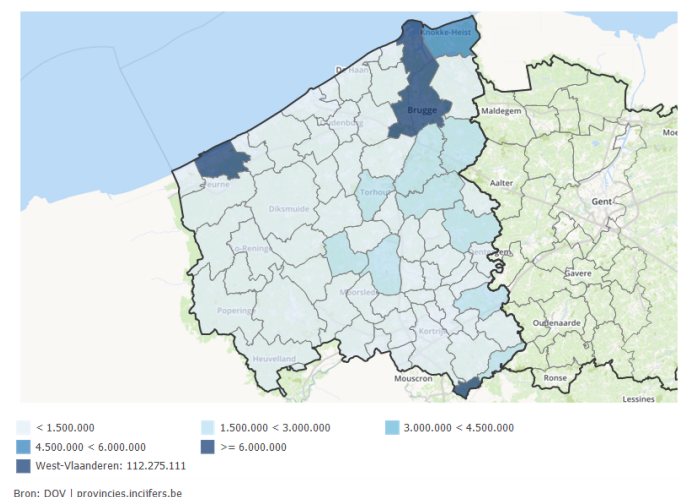 Knokke-Heist
De Haan
Brugge
Maldegem
Oudenburg
Moe
Veurne
Torhout
Aalter
Gent
Diksmuide
o-Reninge
Gavere
Moorslede
Poperinge
Oudenaarde
Kortrijk
Heuvelland
Mouscron
Ronse
Lessines
< 1.500.000
1.500.000 < 3.000.000
3.000.000 < 4.500.000
4.500.000 < 6.000.000
>= 6.000.000
West-Vlaanderen: 112.275.111
Bron: DOV | provincies.incijfers.be